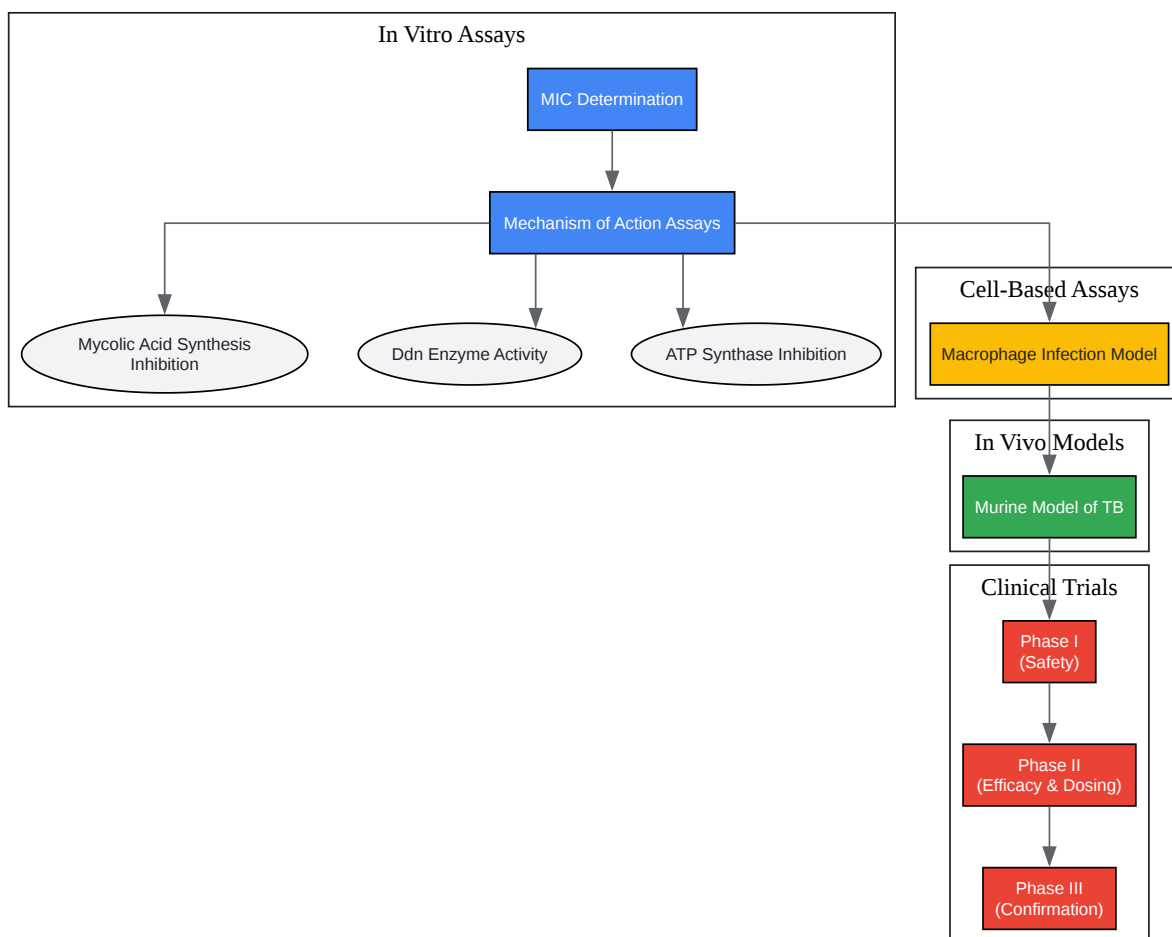 In Vitro Assays
MIC Determination
Mechanism of Action Assays
Mycolic Acid Synthesis
Inhibition
Ddn Enzyme Activity
ATP Synthase Inhibition
Cell-Based Assays
Macrophage Infection Model
In Vivo Models
Murine Model of TB
Clinical Trials
Phase I
(Safety)
Phase II
(Efficacy & Dosing)
Phase III
(Confirmation)